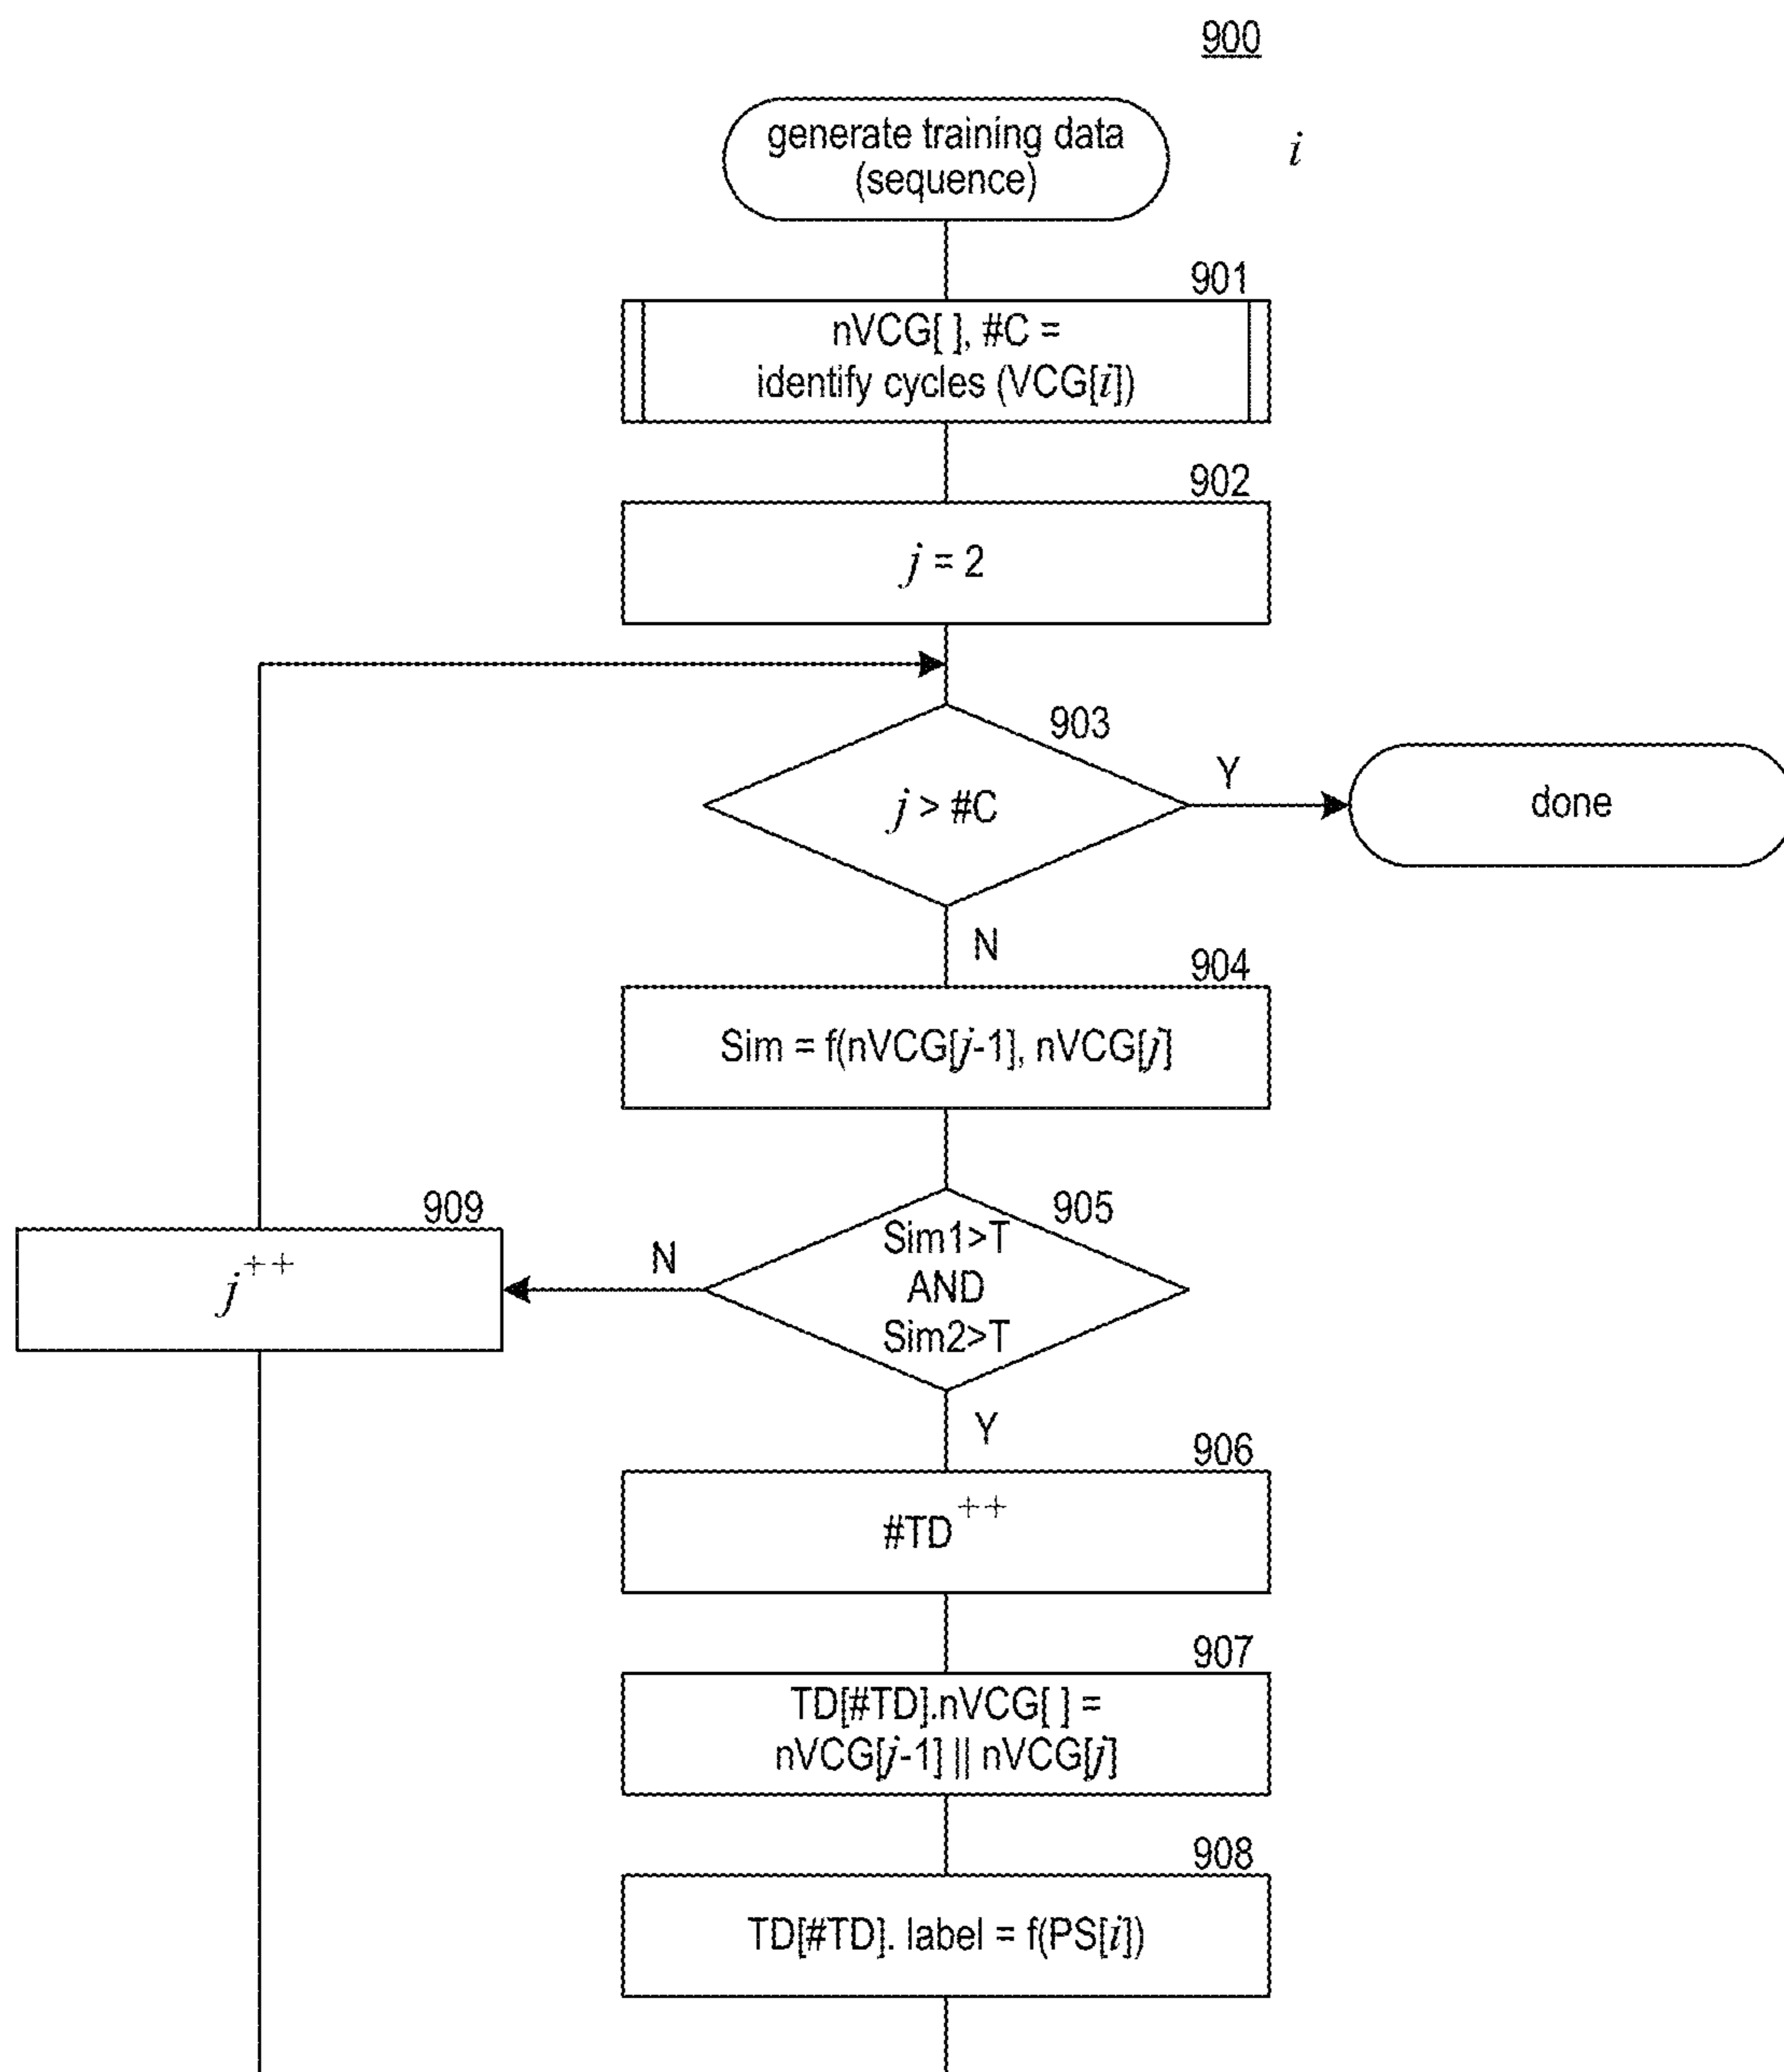 900
generate training data
(sequence)
i
901
nVCG[ ], #C =
identify cycles (VCG[i])
902
j = 2
903
j > #C
Y
done
N
904
Sim = f(nVCG[j-1], nVCG[j]
905
Sim1>T
AND
Sim2>T
N
909
j++
Y
906
#TD++
907
TD[#TD].nVCG[ ] =
nVCG[j-1] || nVCG[j]
908
TD[#TD]. label = f(PS[i])